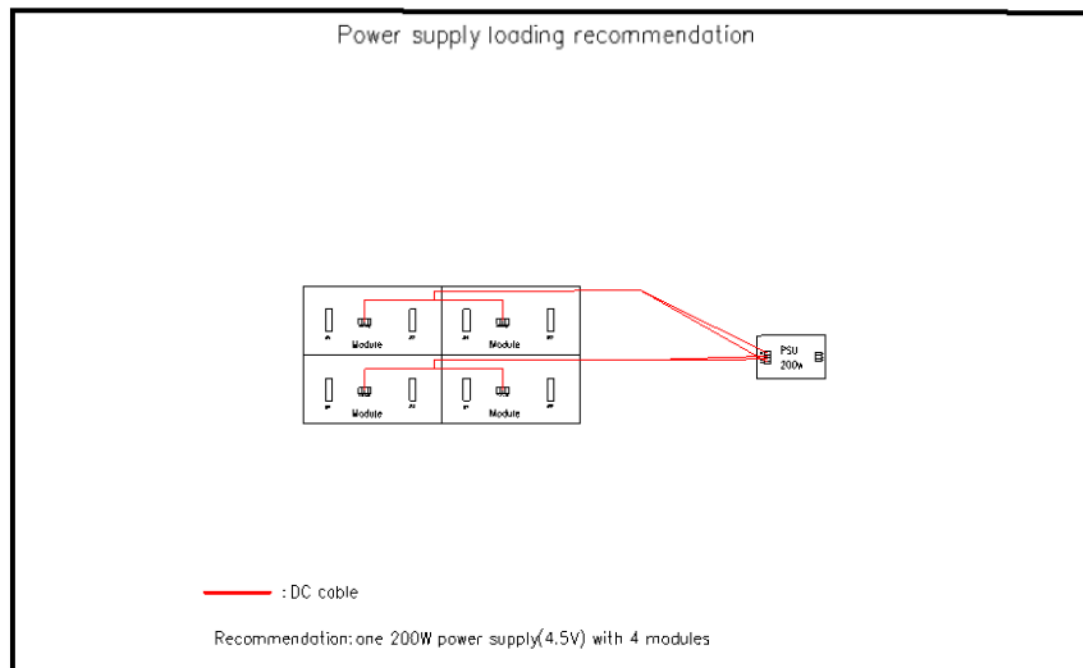 Power supply loading recommendation
Module
Module
Module
Module
PSU
200w
: DC cable
Recommendation: one 200W power supply(4.5V) with 4 modules